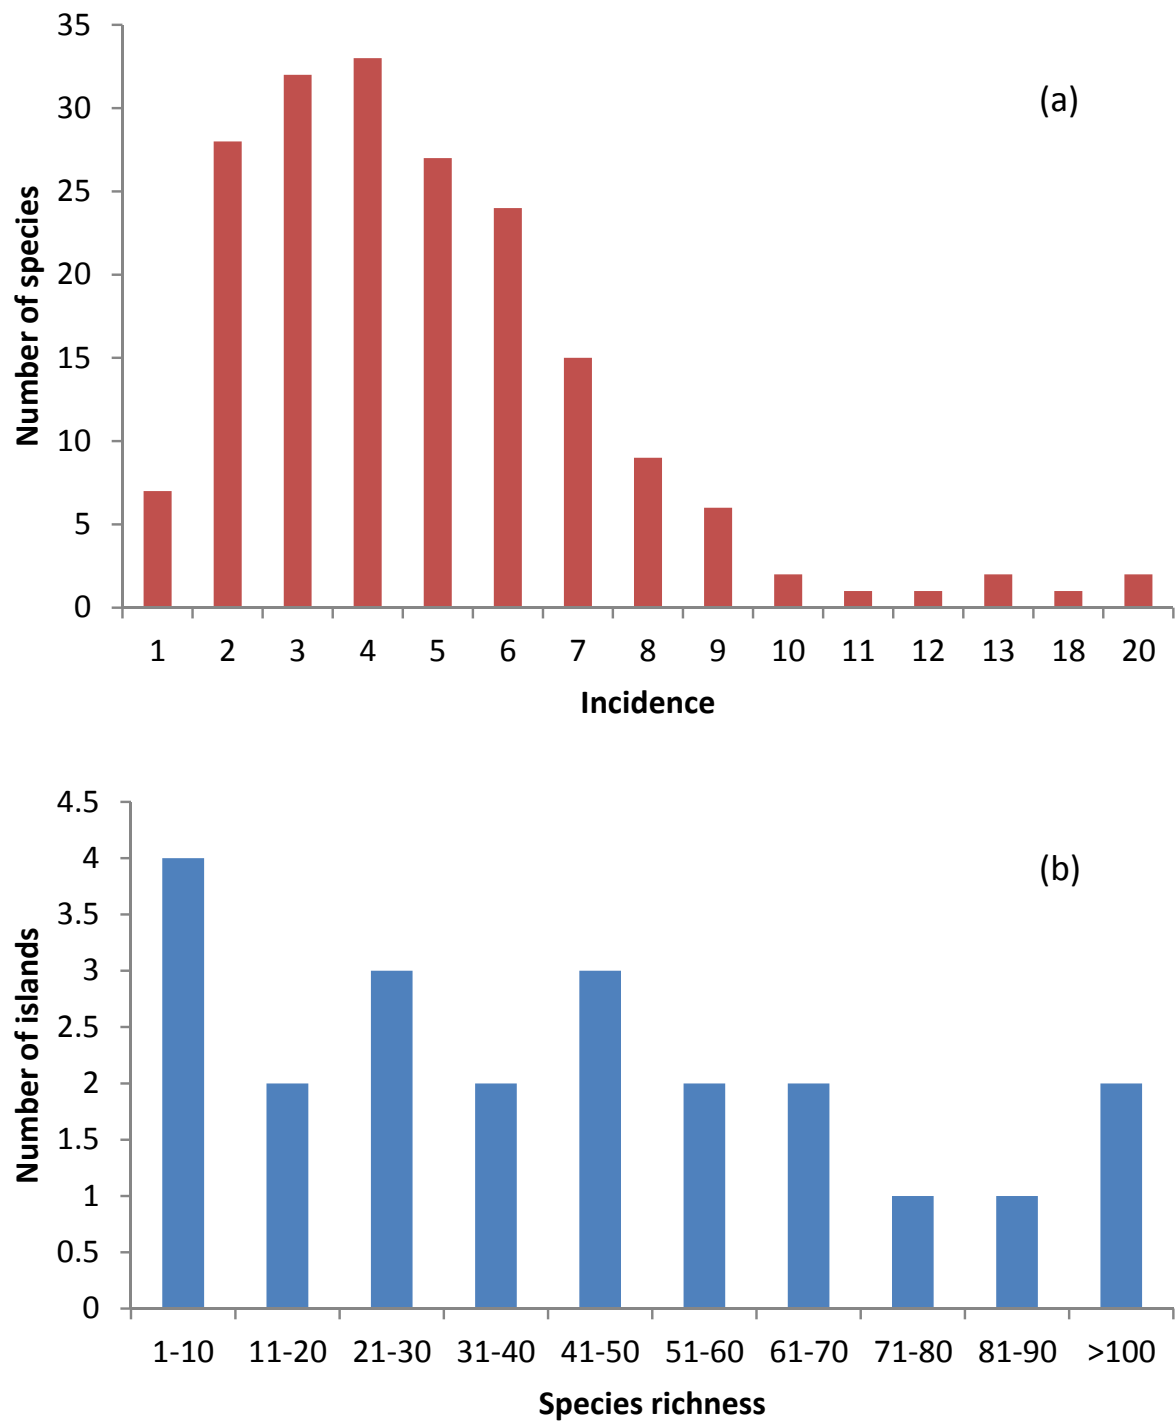 35
30
25
20
15
10
5
0
Number of species
(a)
1 2 3 4 5 6 7 8 9 10 11 12 13 18 20
Incidence
4.5
4
3.5
3
2.5
2
1.5
1
0.5
0
Number of islands
(b)
1-10 11-20 21-30 31-40 41-50 51-60 61-70 71-80 81-90 >100
Species richness